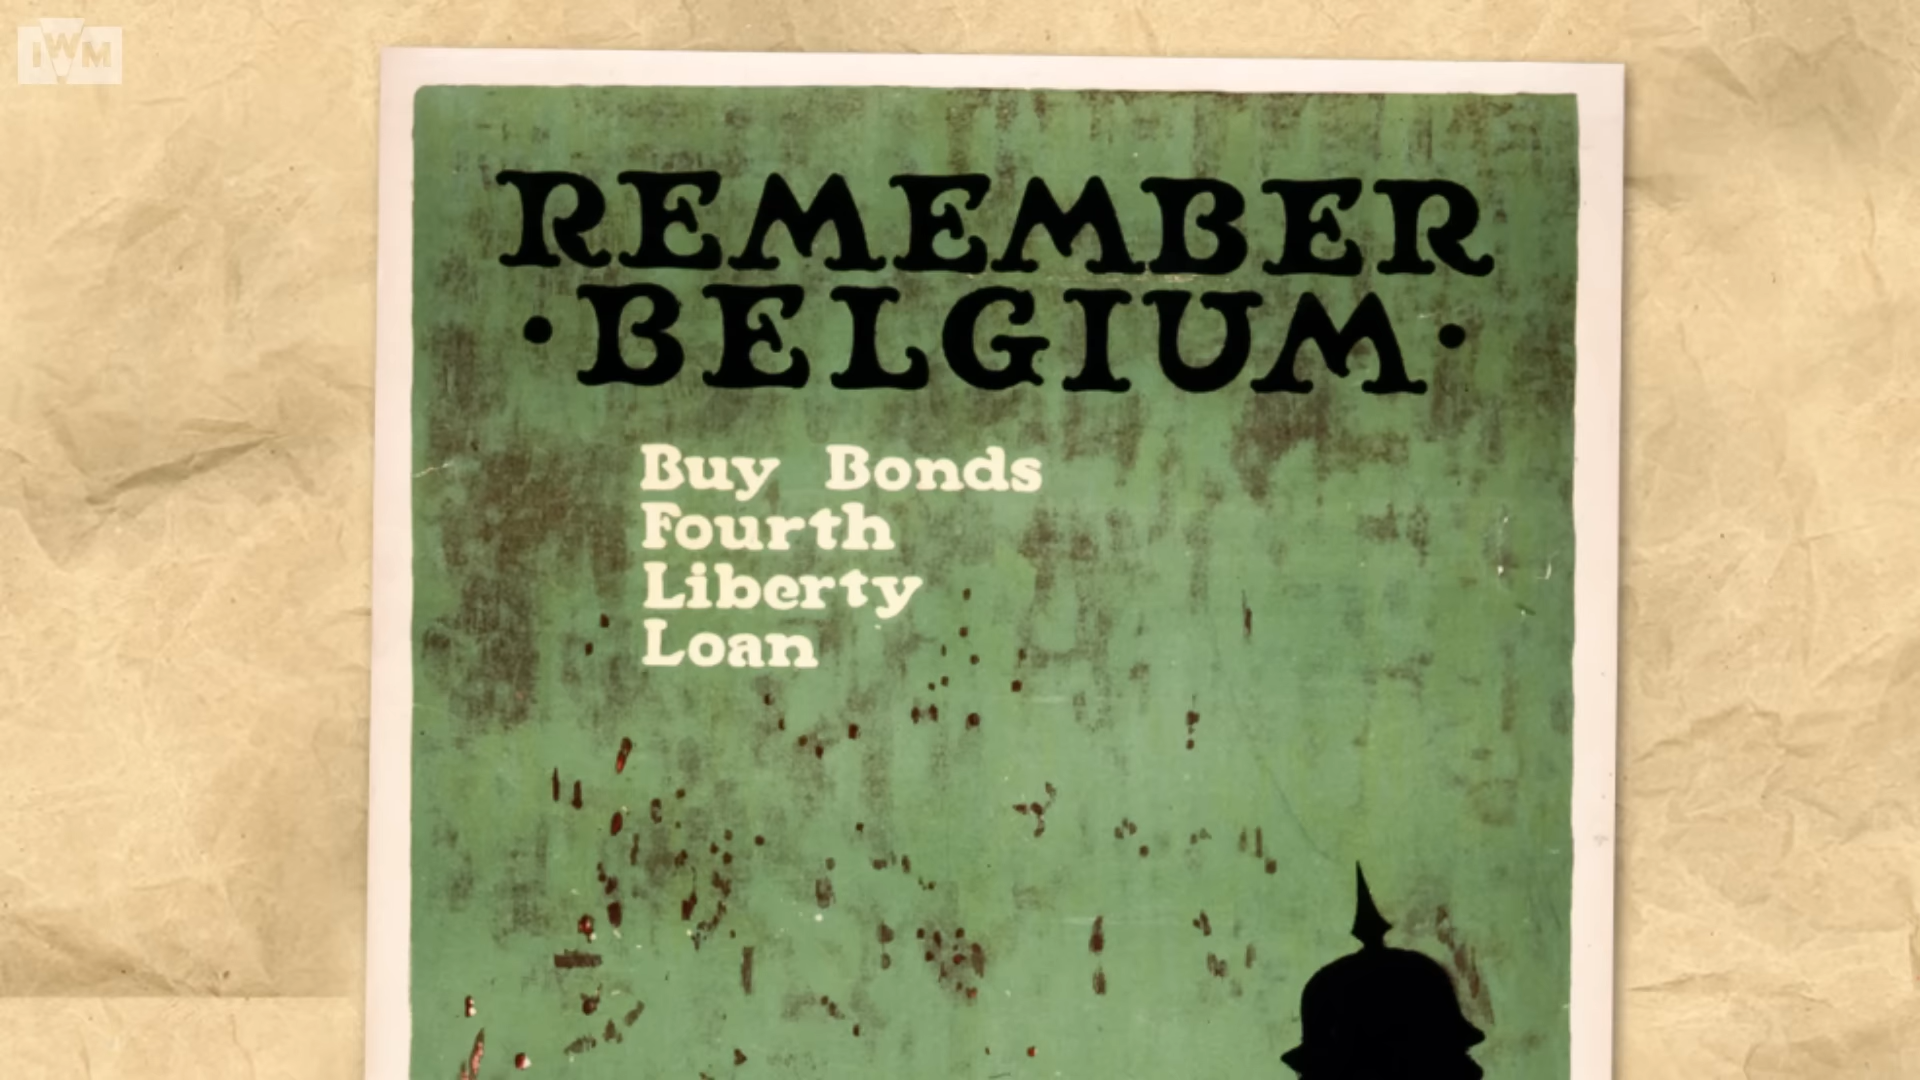 IWM
REMEMBER
·BELGIUM·
Buy Bonds
Fourth
Liberty
Loan